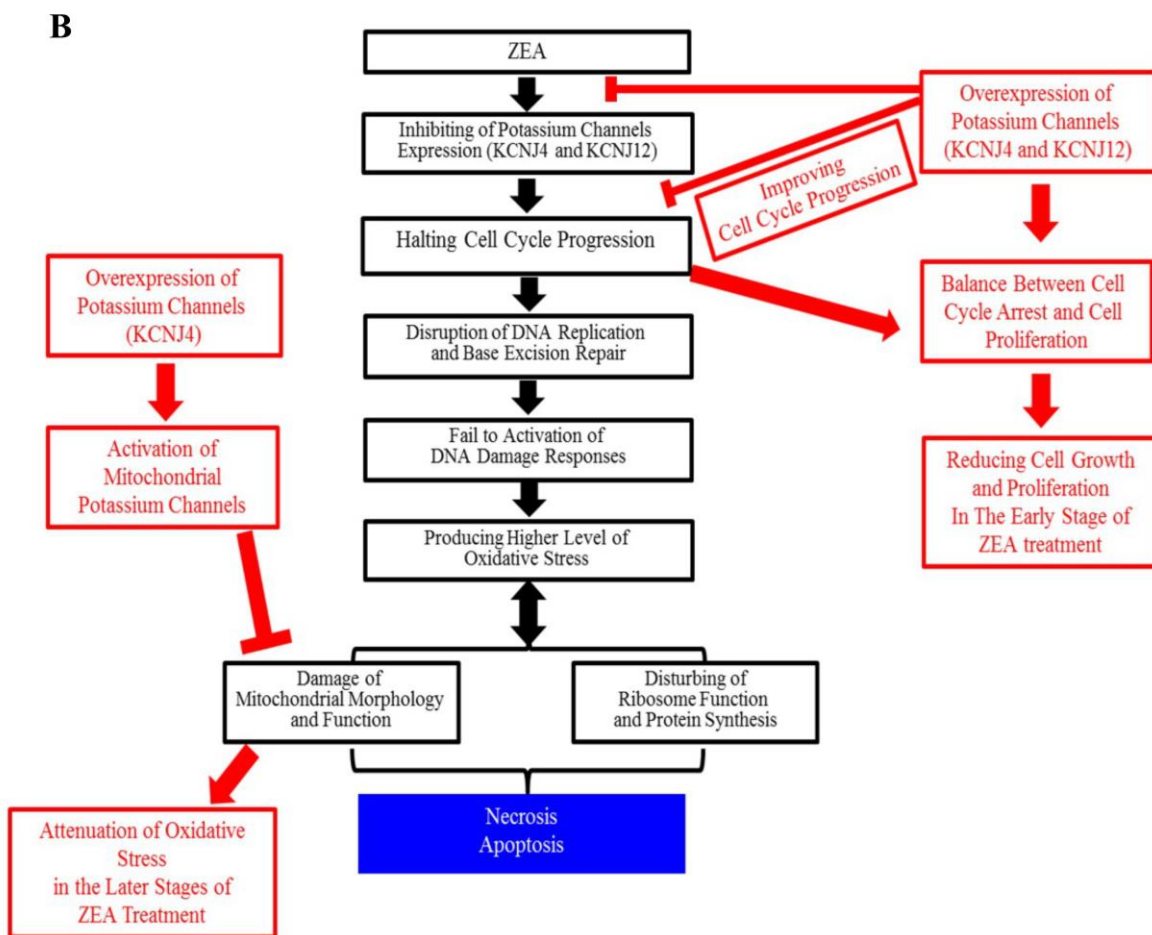 B
ZEA
Inhibiting of Potassium Channels
Expression (KCNJ4 and KCNJ12)
Halting Cell Cycle Progression
Disruption of DNA Replication
and Base Excision Repair
Fail to Activation of
DNA Damage Responses
Producing Higher Level of
Oxidative Stress
Damage of
Mitochondrial Morphology
and Function
Disturbing of
Ribosome Function
and Protein Synthesis
Necrosis
Apoptosis
Overexpression of
Potassium Channels
(KCNJ4)
Activation of
Mitochondrial
Potassium Channels
Attenuation of Oxidative
Stress
in the Later Stages of
ZEA Treatment
Overexpression of
Potassium Channels
(KCNJ4 and KCNJ12)
Improving
Cell Cycle Progression
Balance Between Cell
Cycle Arrest and Cell
Proliferation
Reducing Cell Growth
and Proliferation
In The Early Stage of
ZEA treatment